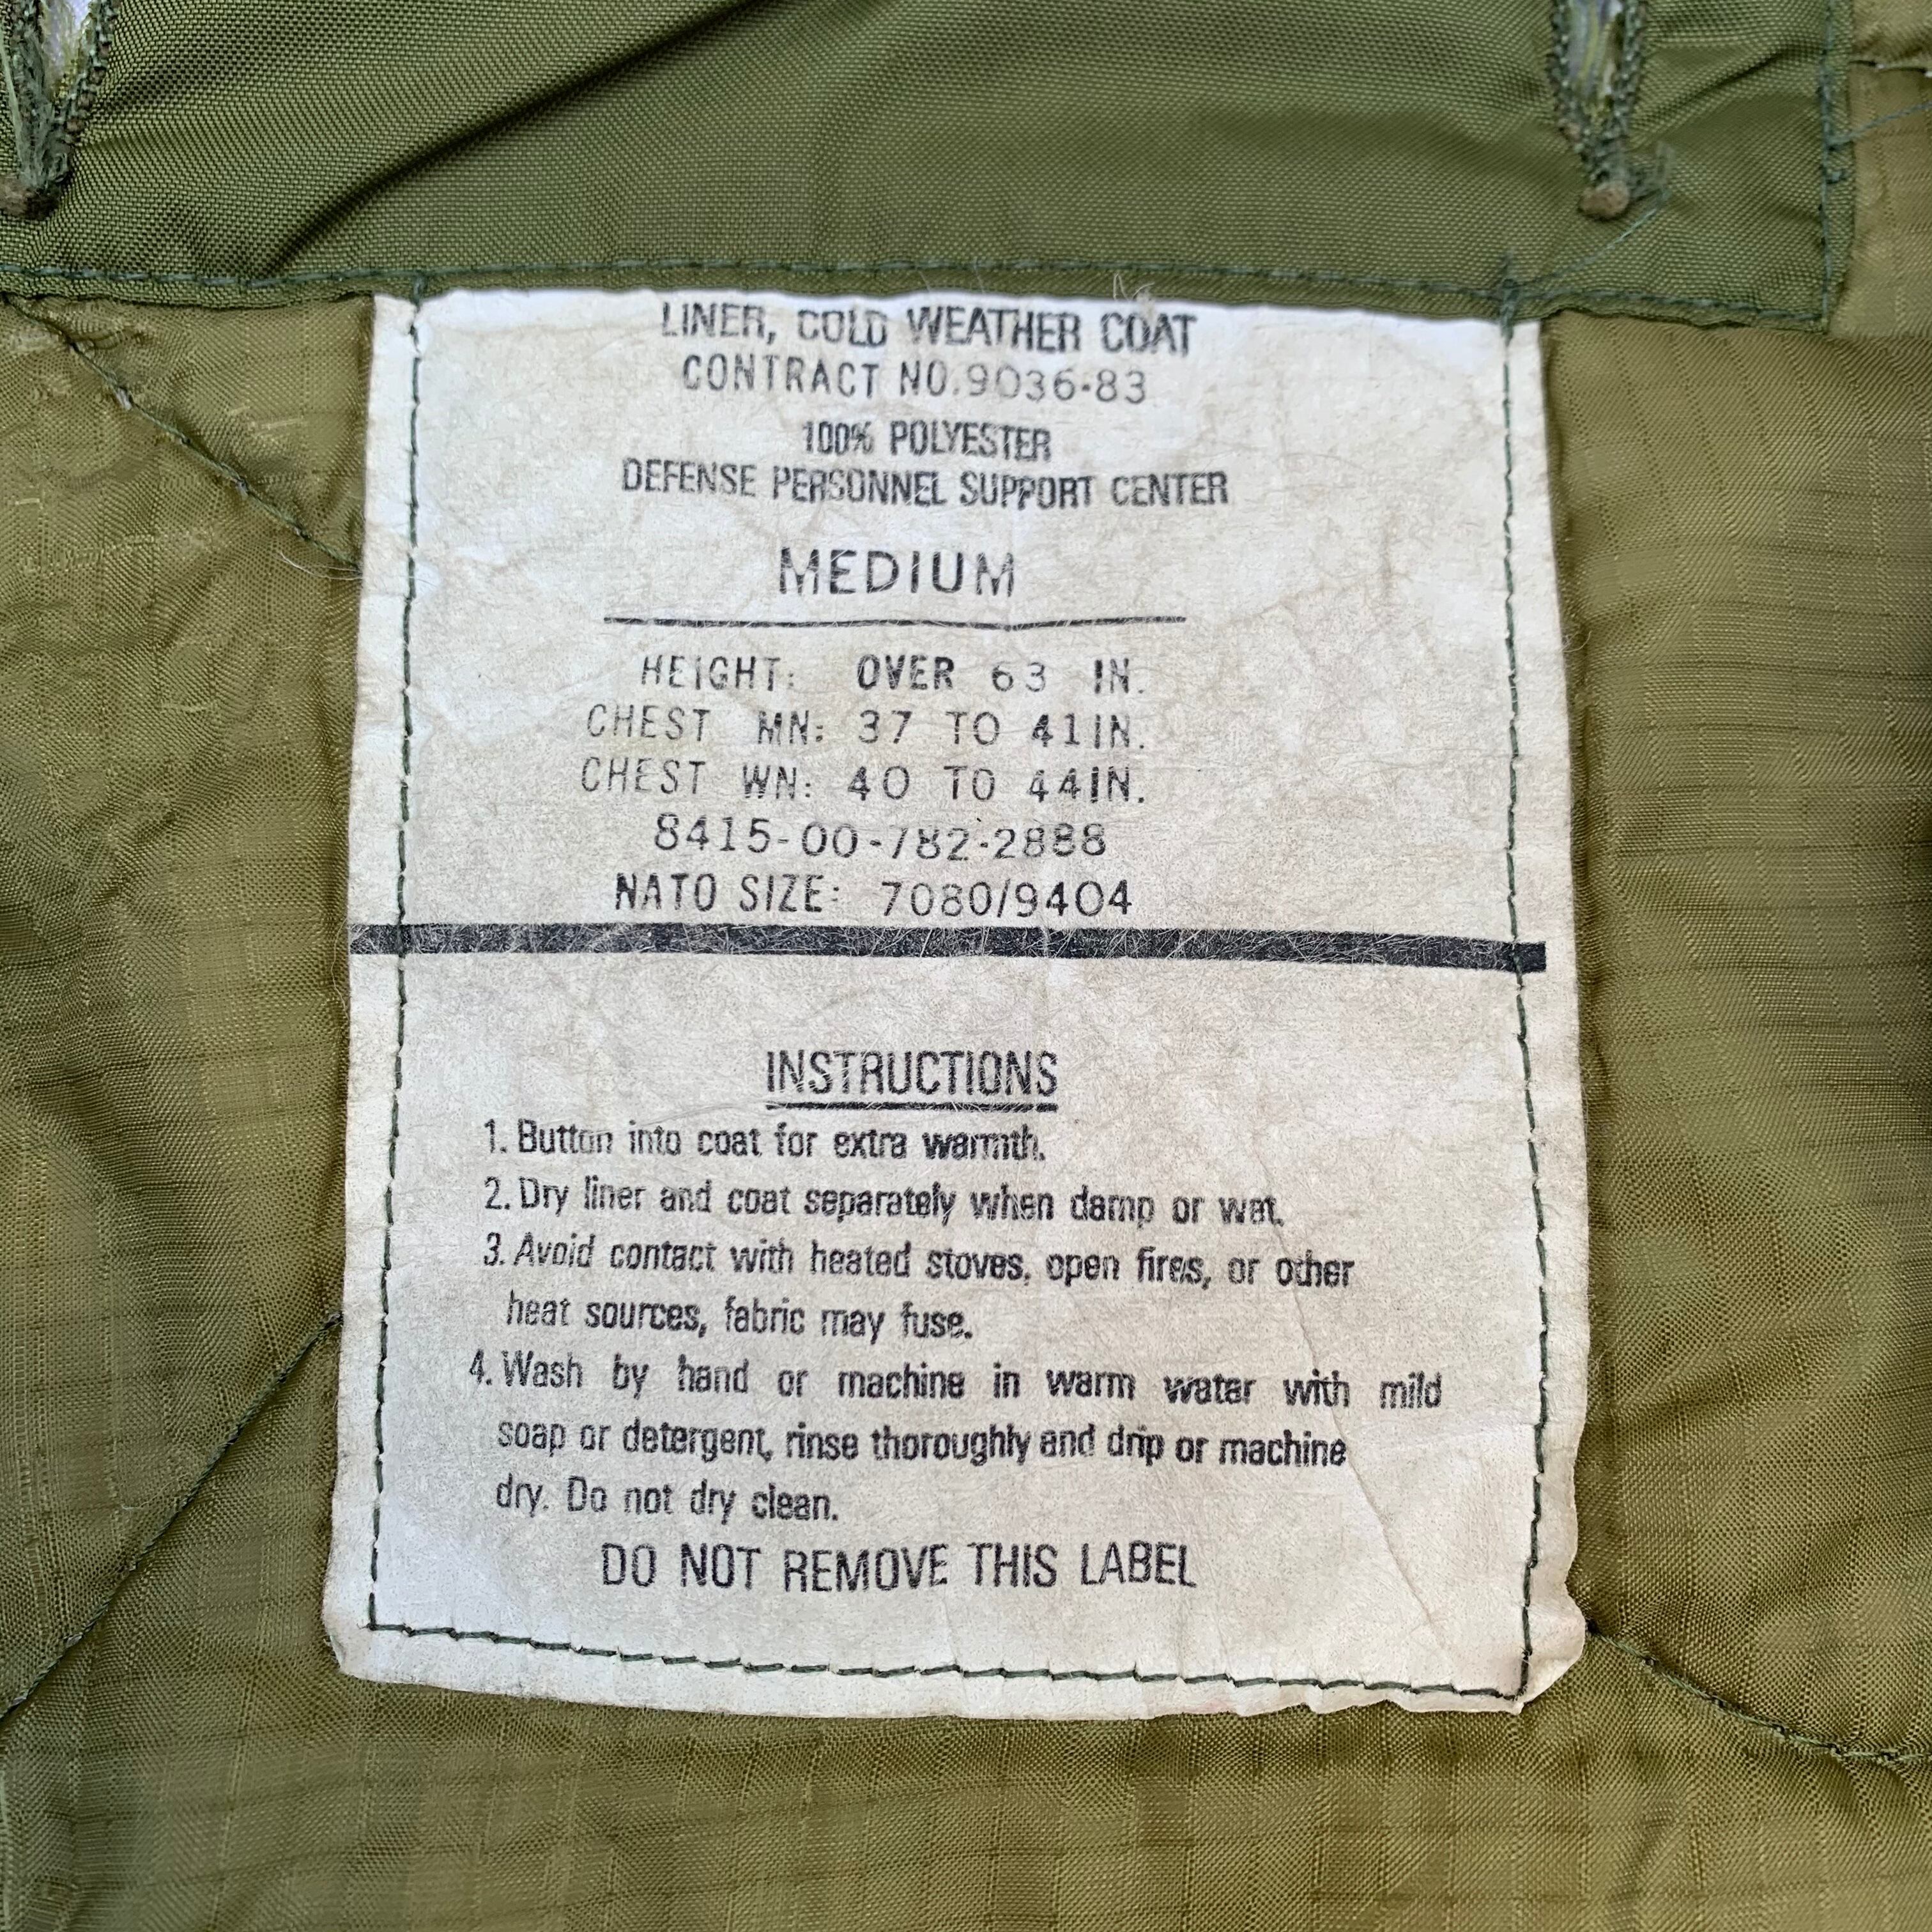 LINER, COLD WEATHER COAT
CONTRACT NO.9036-83
100% POLYESTER
DEFENSE PERSONNEL SUPPORT CENTER
MEDIUM
HEIGHT: OVER 63 IN.
CHEST MN: 37 TO 41IN.
CHEST WN: 40 TO 44IN.
8415-00-782-2888
NATO SIZE: 7080/9404
INSTRUCTIONS
1. Button into coat for extra warmth.
2. Dry liner and coat separately when damp or wet.
3. Avoid contact with heated stoves, open fires, or other
heat sources, fabric may fuse.
4. Wash by hand or machine in warm water with mild
soap or detergent, rinse thoroughly and drip or machine
dry. Do not dry clean.
DO NOT REMOVE THIS LABEL